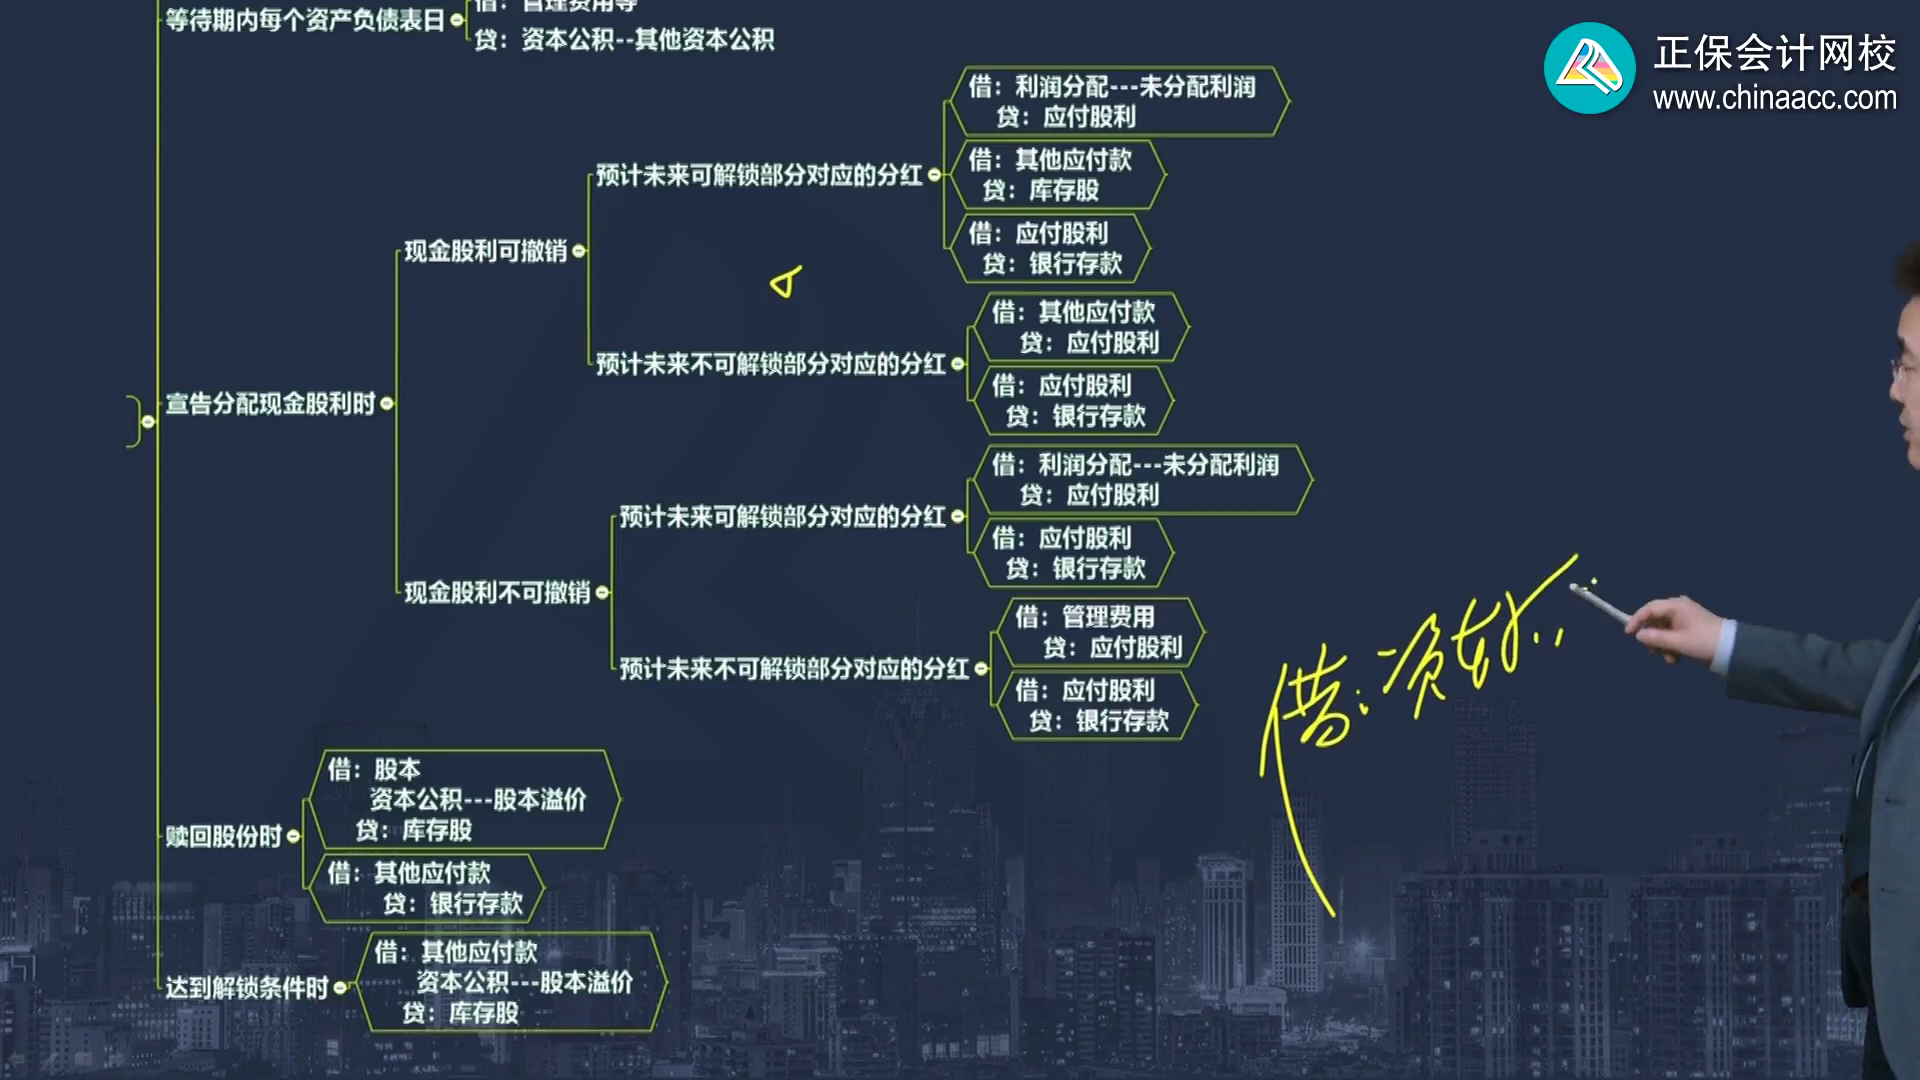 正保会计网校
www.chinaacc.com
等待期内每个资产负债表日
借：管理费用等
贷：资本公积--其他资本公积
宣告分配现金股利时
现金股利可撤销
预计未来可解锁部分对应的分红
借：利润分配---未分配利润
贷：应付股利
借：其他应付款
贷：库存股
借：应付股利
贷：银行存款
预计未来不可解锁部分对应的分红
借：其他应付款
贷：应付股利
借：应付股利
贷：银行存款
现金股利不可撤销
预计未来可解锁部分对应的分红
借：利润分配---未分配利润
贷：应付股利
借：应付股利
贷：银行存款
预计未来不可解锁部分对应的分红
借：管理费用
贷：应付股利
借：应付股利
贷：银行存款
赎回股份时
借：股本
资本公积---股本溢价
贷：库存股
借：其他应付款
贷：银行存款
达到解锁条件时
借：其他应付款
资本公积---股本溢价
贷：库存股
借：